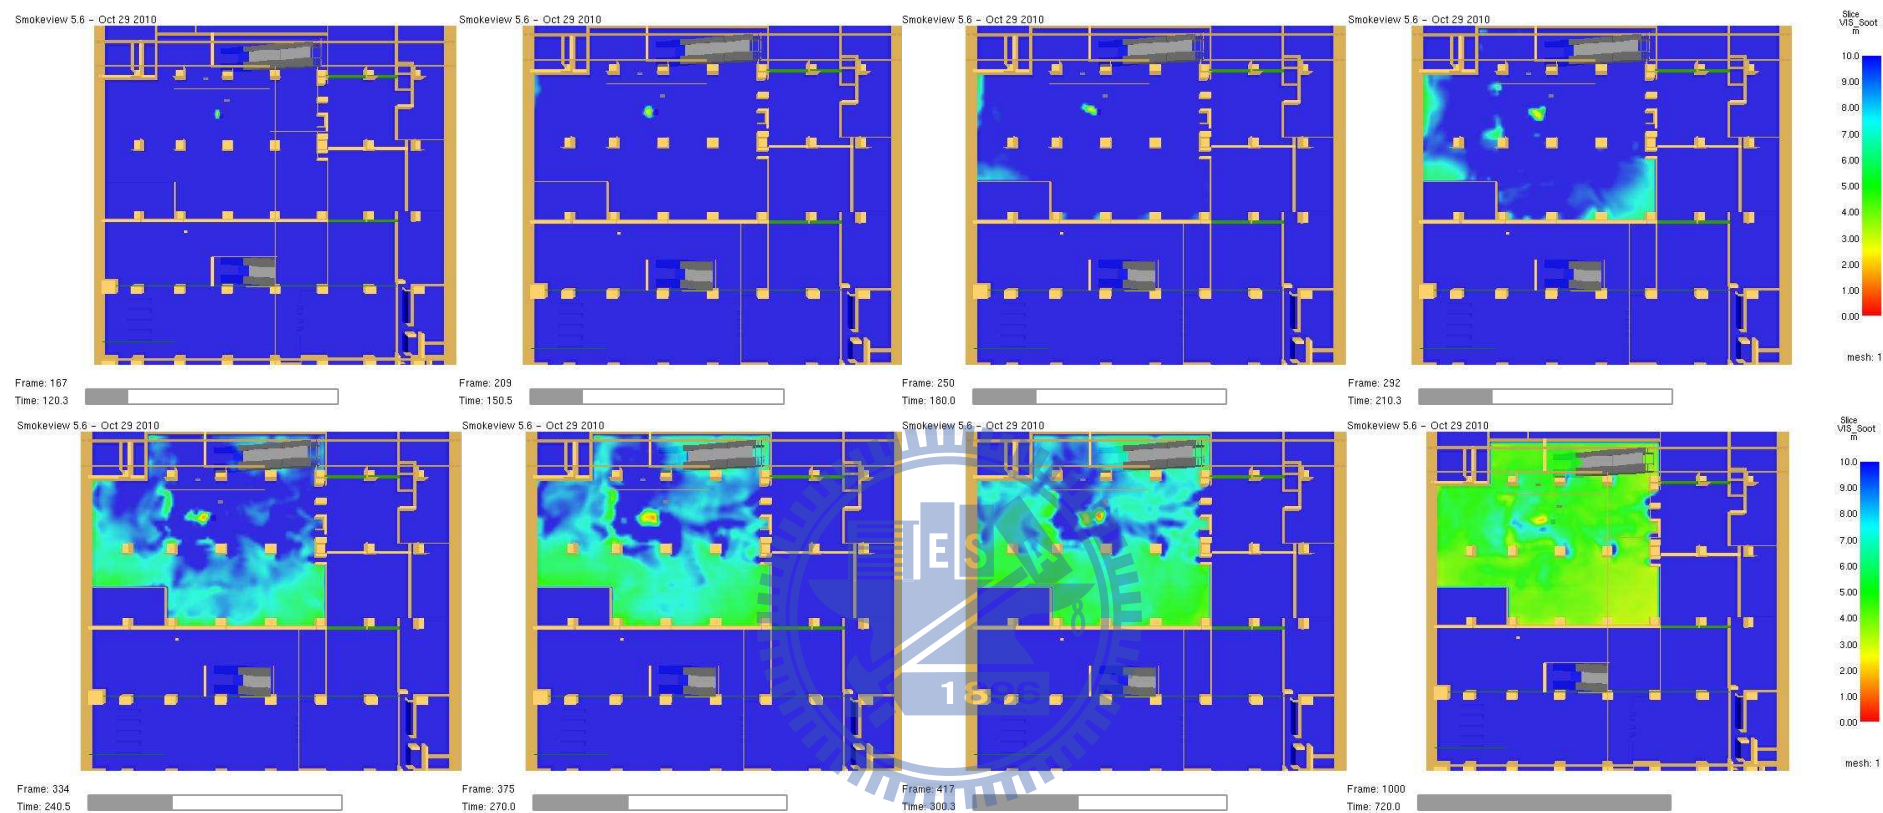 Smokeview 5.6 – Oct 29 2010
Smokeview 5.6 – Oct 29 2010
Smokeview 5.6 – Oct 29 2010
Smokeview 5.6 – Oct 29 2010
Slice
VIS_Soot
m
10.0
9.00
8.00
7.00
6.00
5.00
4.00
3.00
2.00
1.00
0.00
mesh: 1
Frame: 167
Time: 120.3
Frame: 209
Time: 150.5
Frame: 250
Time: 180.0
Frame: 292
Time: 210.3
Smokeview 5.6 – Oct 29 2010
Smokeview 5.6 – Oct 29 2010
Smokeview 5.6 – Oct 29 2010
Smokeview 5.6 – Oct 29 2010
Slice
VIS_Soot
m
10.0
9.00
8.00
7.00
6.00
5.00
4.00
3.00
2.00
1.00
0.00
mesh: 1
ESA
8
1896
Frame: 334
Time: 240.5
Frame: 375
Time: 270.0
Frame: 417
Time: 300.3
Frame: 1000
Time: 720.0